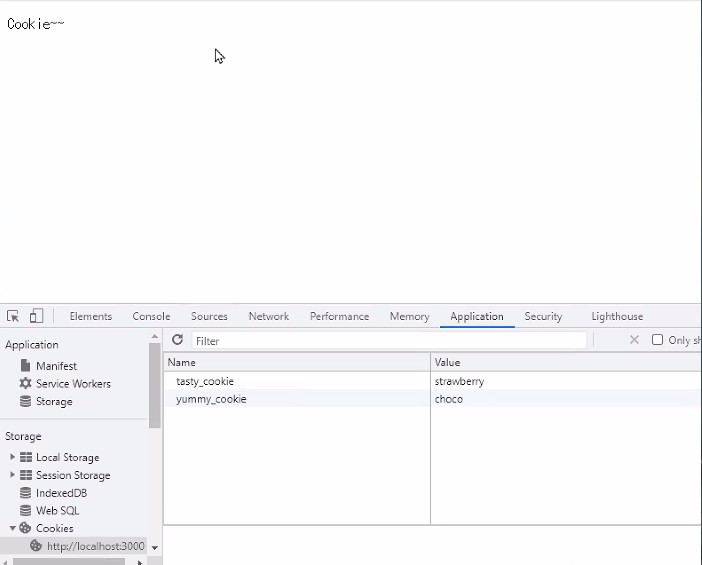 Cookie~~
Elements Console Sources Network Performance Memory Application Security Lighthouse
Application
Filter
Only sh
Manifest
Service Workers
Storage
Storage
Local Storage
Session Storage
IndexedDB
Web SQL
Cookies
http://localhost:3000
Name Value
tasty_cookie strawberry
yummy_cookie choco